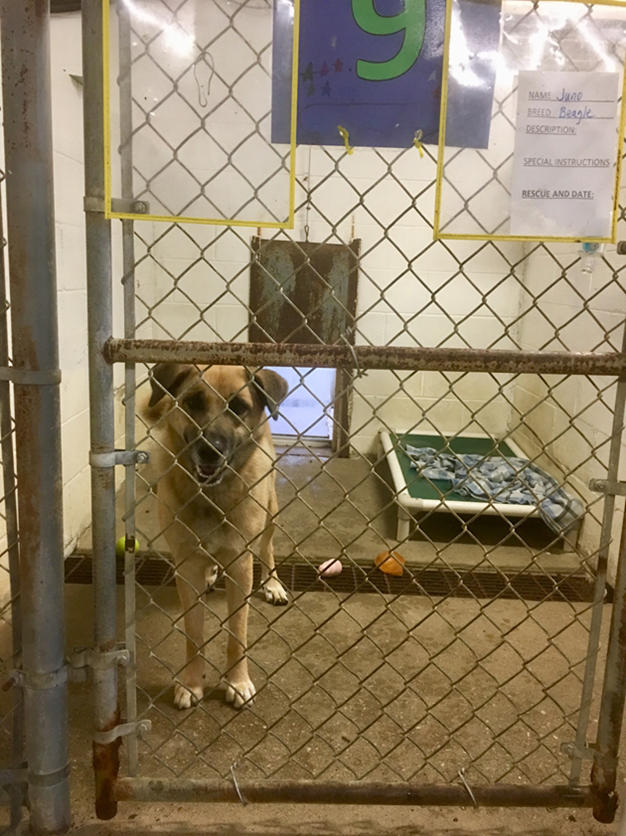 9
NAME Juno
BREED Beagle
DESCRIPTION:
SPECIAL INSTRUCTIONS
RESCUE AND DATE: